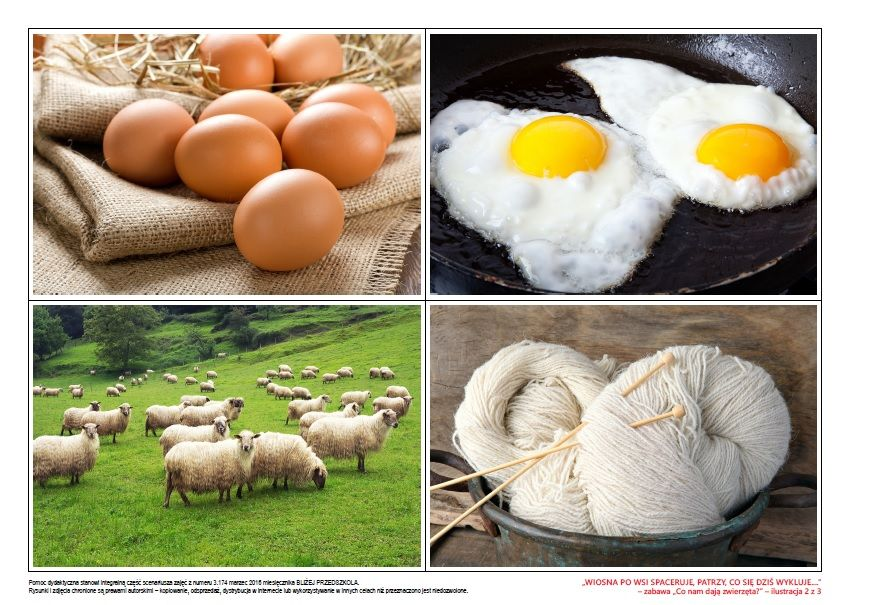 Pomoc dydaktyczna stanowi integralną część scenariusza zajęć z numeru 3.174 marzec 2016 miesięcznika BLIŻEJ PRZEDSZKOLA.
Rysunki i zdjęcia chronione są prawami autorskimi – kopiowanie, odsprzedaż, dystrybucja w Internecie lub wykorzystywanie w innych celach niż przeznaczono jest niedozwolone.
„WIOSNA PO WSI SPACERUJE, PATRZY, CO SIĘ DZIŚ WYKLUJE...”
– zabawa „Co nam dają zwierzęta?” – ilustracja 2 z 3